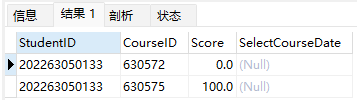 信息 结果 1 剖析 状态
StudentID CourseID Score SelectCourseDate
202263050133 630572 0.0 (Null)
202263050133 630575 100.0 (Null)